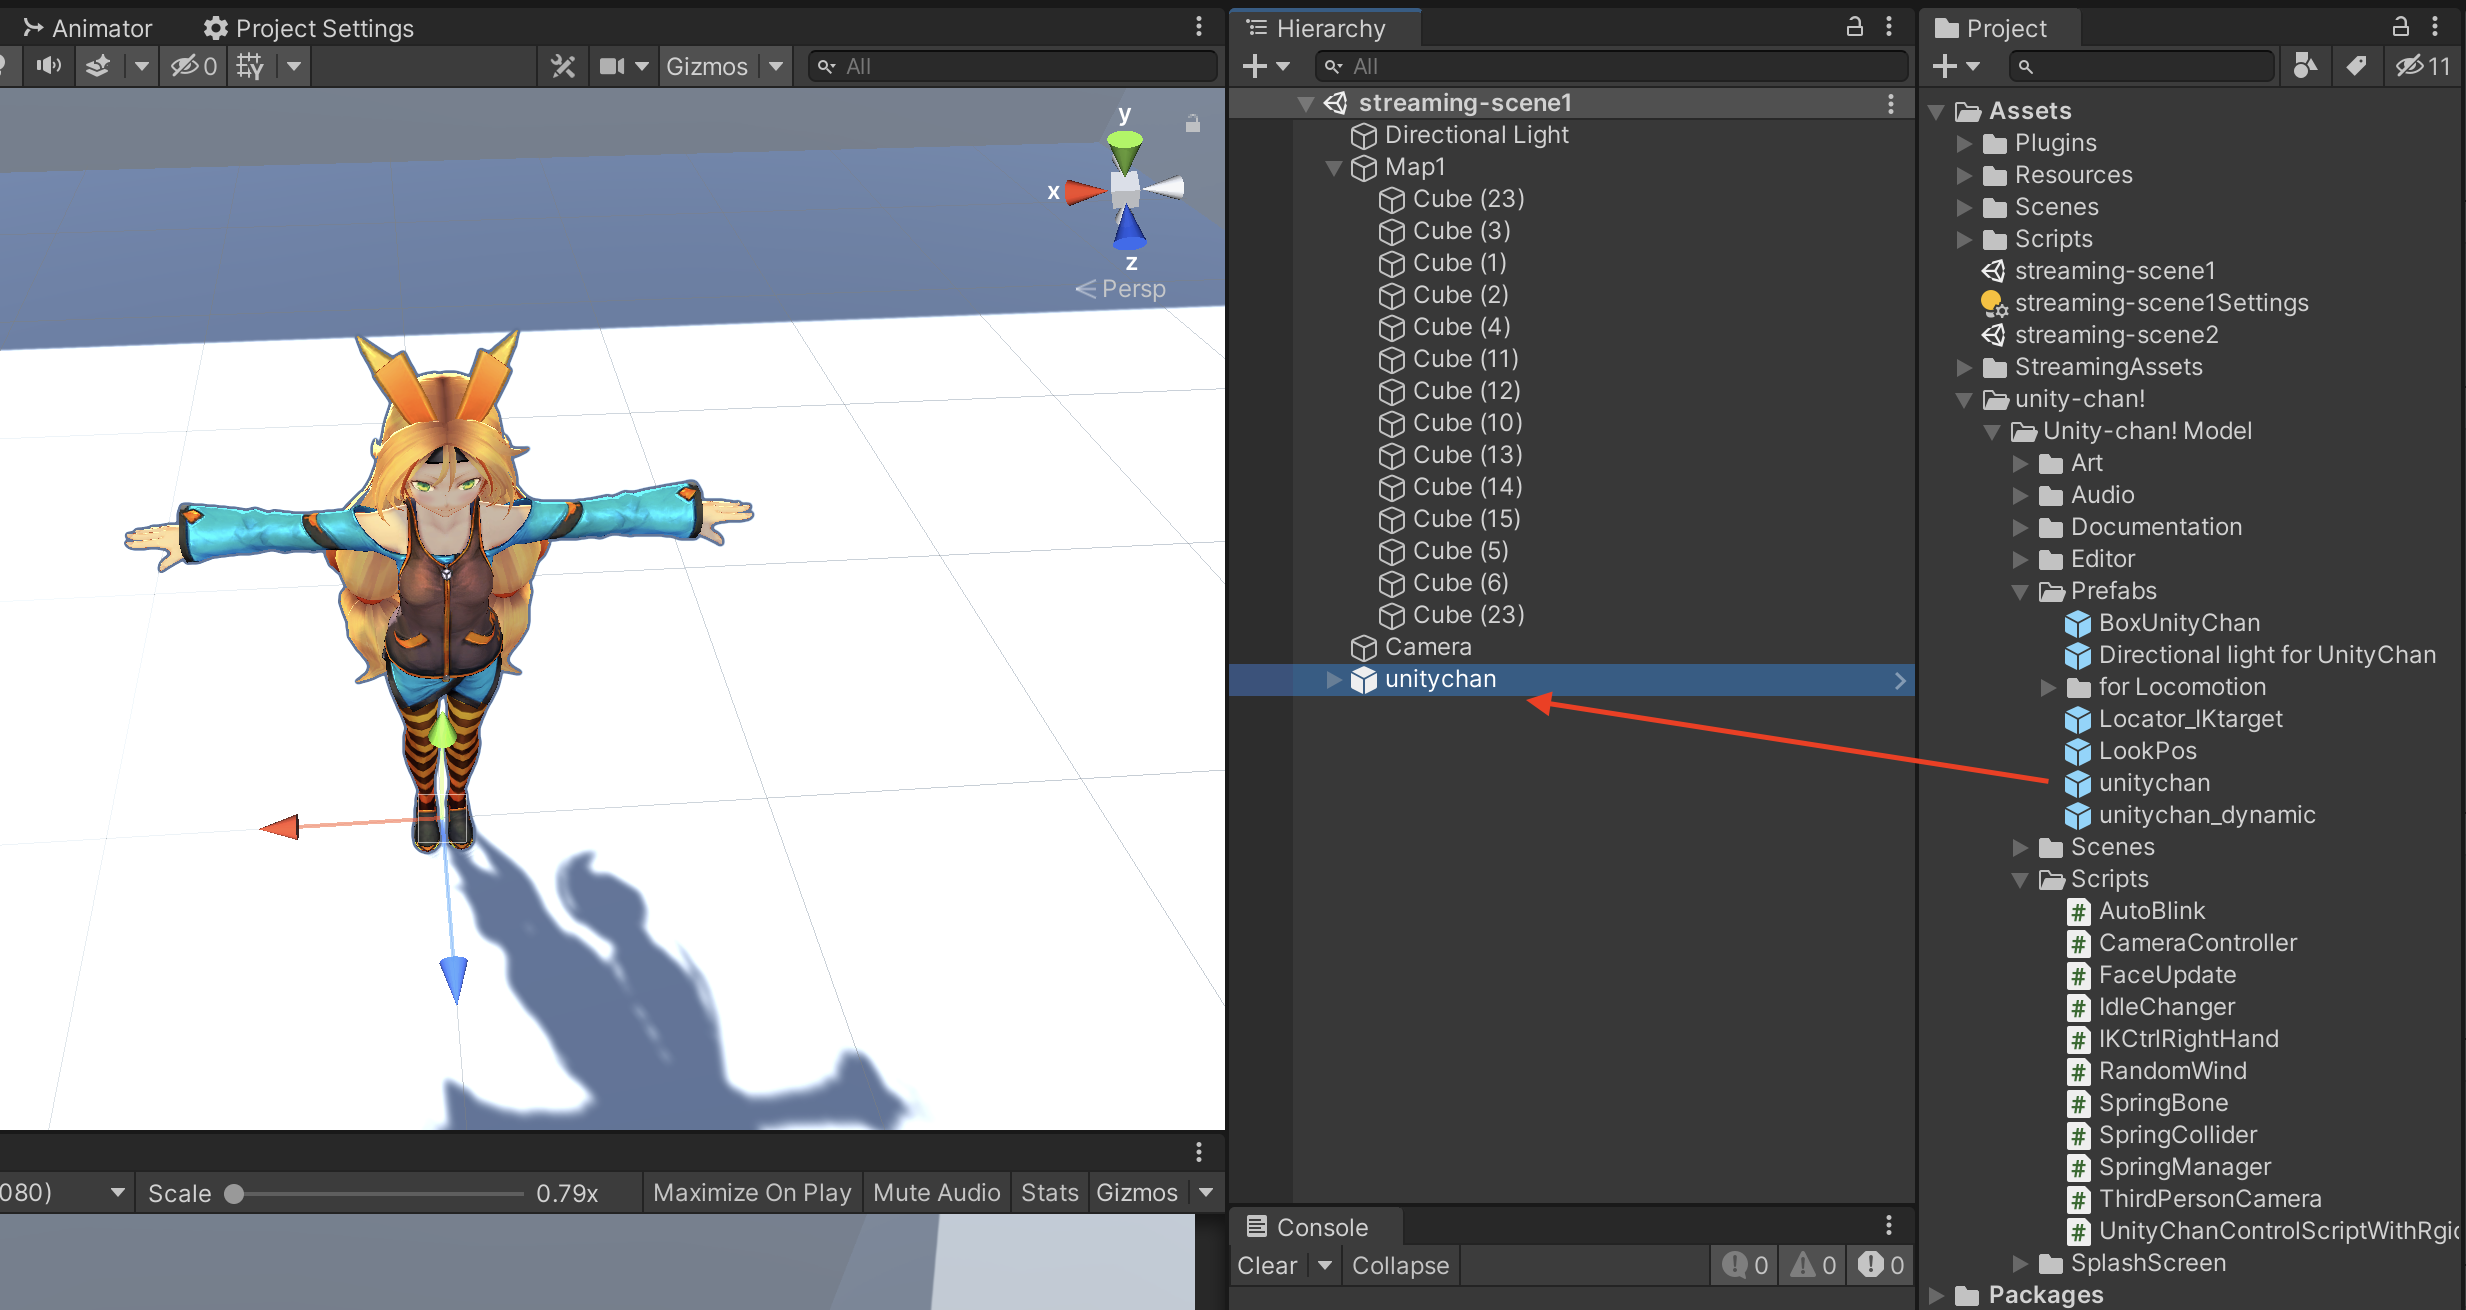 Animator
Project Settings
0
Gizmos
All
y
x
z
Persp
080)
Scale
0.79x
Maximize On Play
Mute Audio
Stats
Gizmos
Hierarchy
All
streaming-scene1
Directional Light
Map1
Cube (23)
Cube (3)
Cube (1)
Cube (2)
Cube (4)
Cube (11)
Cube (12)
Cube (10)
Cube (13)
Cube (14)
Cube (15)
Cube (5)
Cube (6)
Cube (23)
Camera
unitychan
Console
Clear
Collapse
0
0
0
Project
11
Assets
Plugins
Resources
Scenes
Scripts
streaming-scene1
streaming-scene1Settings
streaming-scene2
StreamingAssets
unity-chan!
Unity-chan! Model
Art
Audio
Documentation
Editor
Prefabs
BoxUnityChan
Directional light for UnityChan
for Locomotion
Locator_IKtarget
LookPos
unitychan
unitychan_dynamic
Scenes
Scripts
AutoBlink
CameraController
FaceUpdate
IdleChanger
IKCtrlRightHand
RandomWind
SpringBone
SpringCollider
SpringManager
ThirdPersonCamera
UnityChanControlScriptWithRgi
SplashScreen
Packages